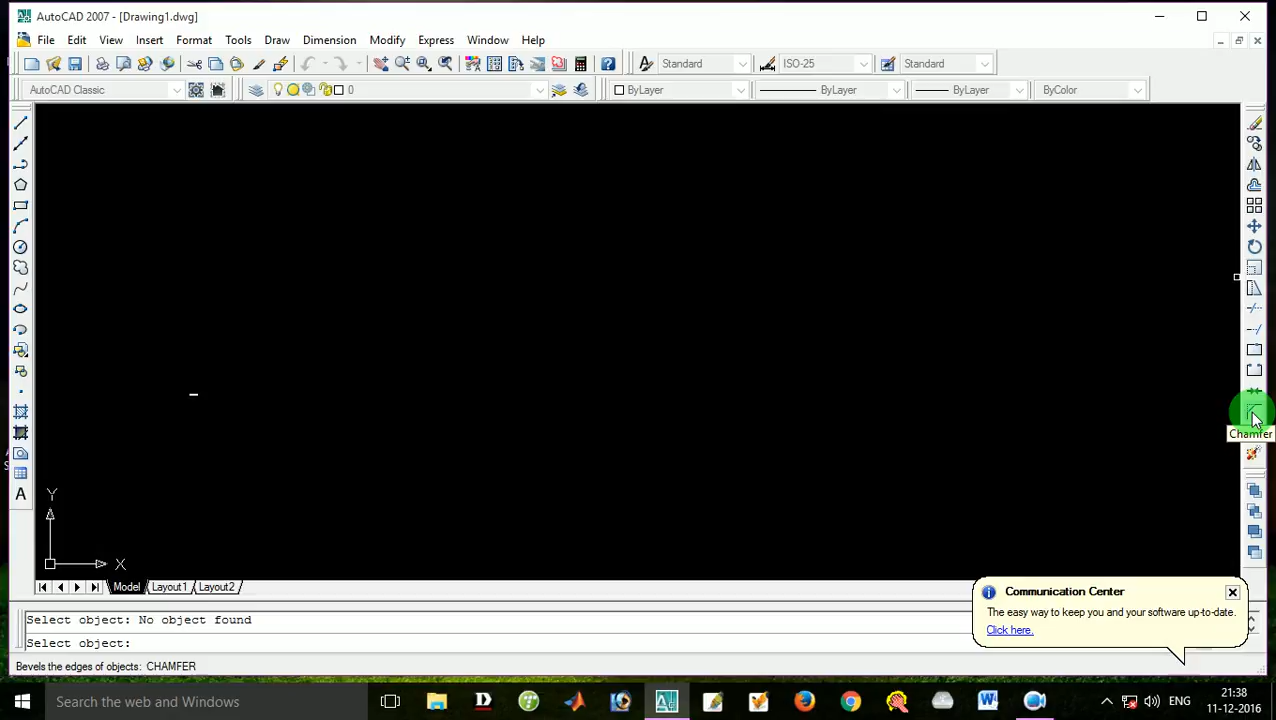 AutoCAD 2007 - [Drawing1.dwg]
File Edit View Insert Format Tools Draw Dimension Modify Express Window Help
Standard ISO-25 Standard
AutoCAD Classic 0 ByLayer ByLayer ByLayer ByColor
Chamfer
A
Y
X
Model Layout1 Layout2
Communication Center
The easy way to keep you and your software up-to-date.
Click here.
Select object: No object found
Select object:
Bevels the edges of objects: CHAMFER
Search the web and Windows
ENG
21:38
11-12-2016